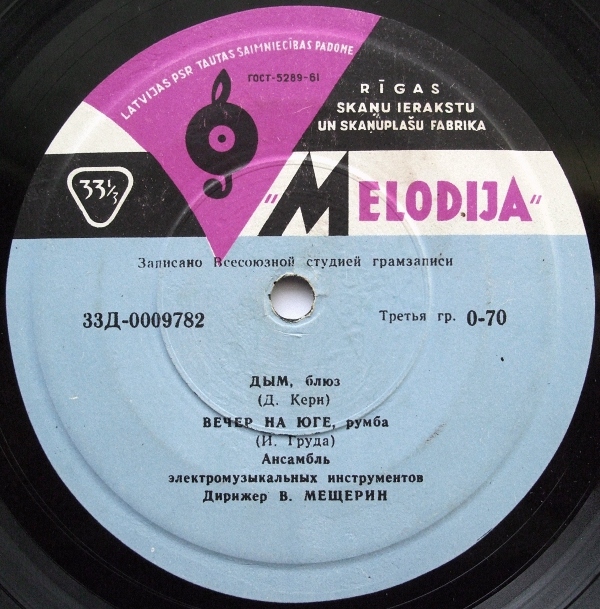 LATVIJAS PSR TAUTAS SAIMNIECĪBAS PADOME
ГОСТ-5289-61
RĪGAS
SKAŅU IERAKSTU
UN SKAŅUPLAŠU FABRIKA
33⅓
"MELODIJA"
Записано Всесоюзной студией грамзаписи
33Д-0009782
Третья гр. 0-70
ДЫМ, блюз
(Д. Керн)
ВЕЧЕР НА ЮГЕ, румба
(И. Труда)
Ансамбль
электромузыкальных инструментов
Дирижер В. МЕЩЕРИН